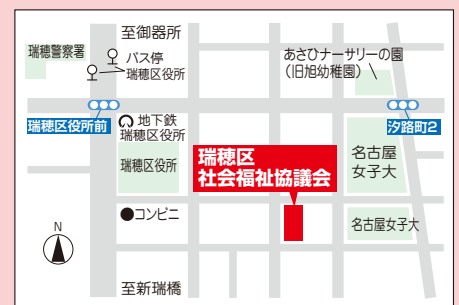 至御器所
瑞穂警察署
バス停
瑞穂区役所
あさひナーサリーの園
(旧旭幼稚園)
瑞穂区役所前
地下鉄
瑞穂区役所
汐路町2
瑞穂区役所
瑞穂区
社会福祉協議会
名古屋
女子大
●コンビニ
名古屋女子大
N
至新瑞橋